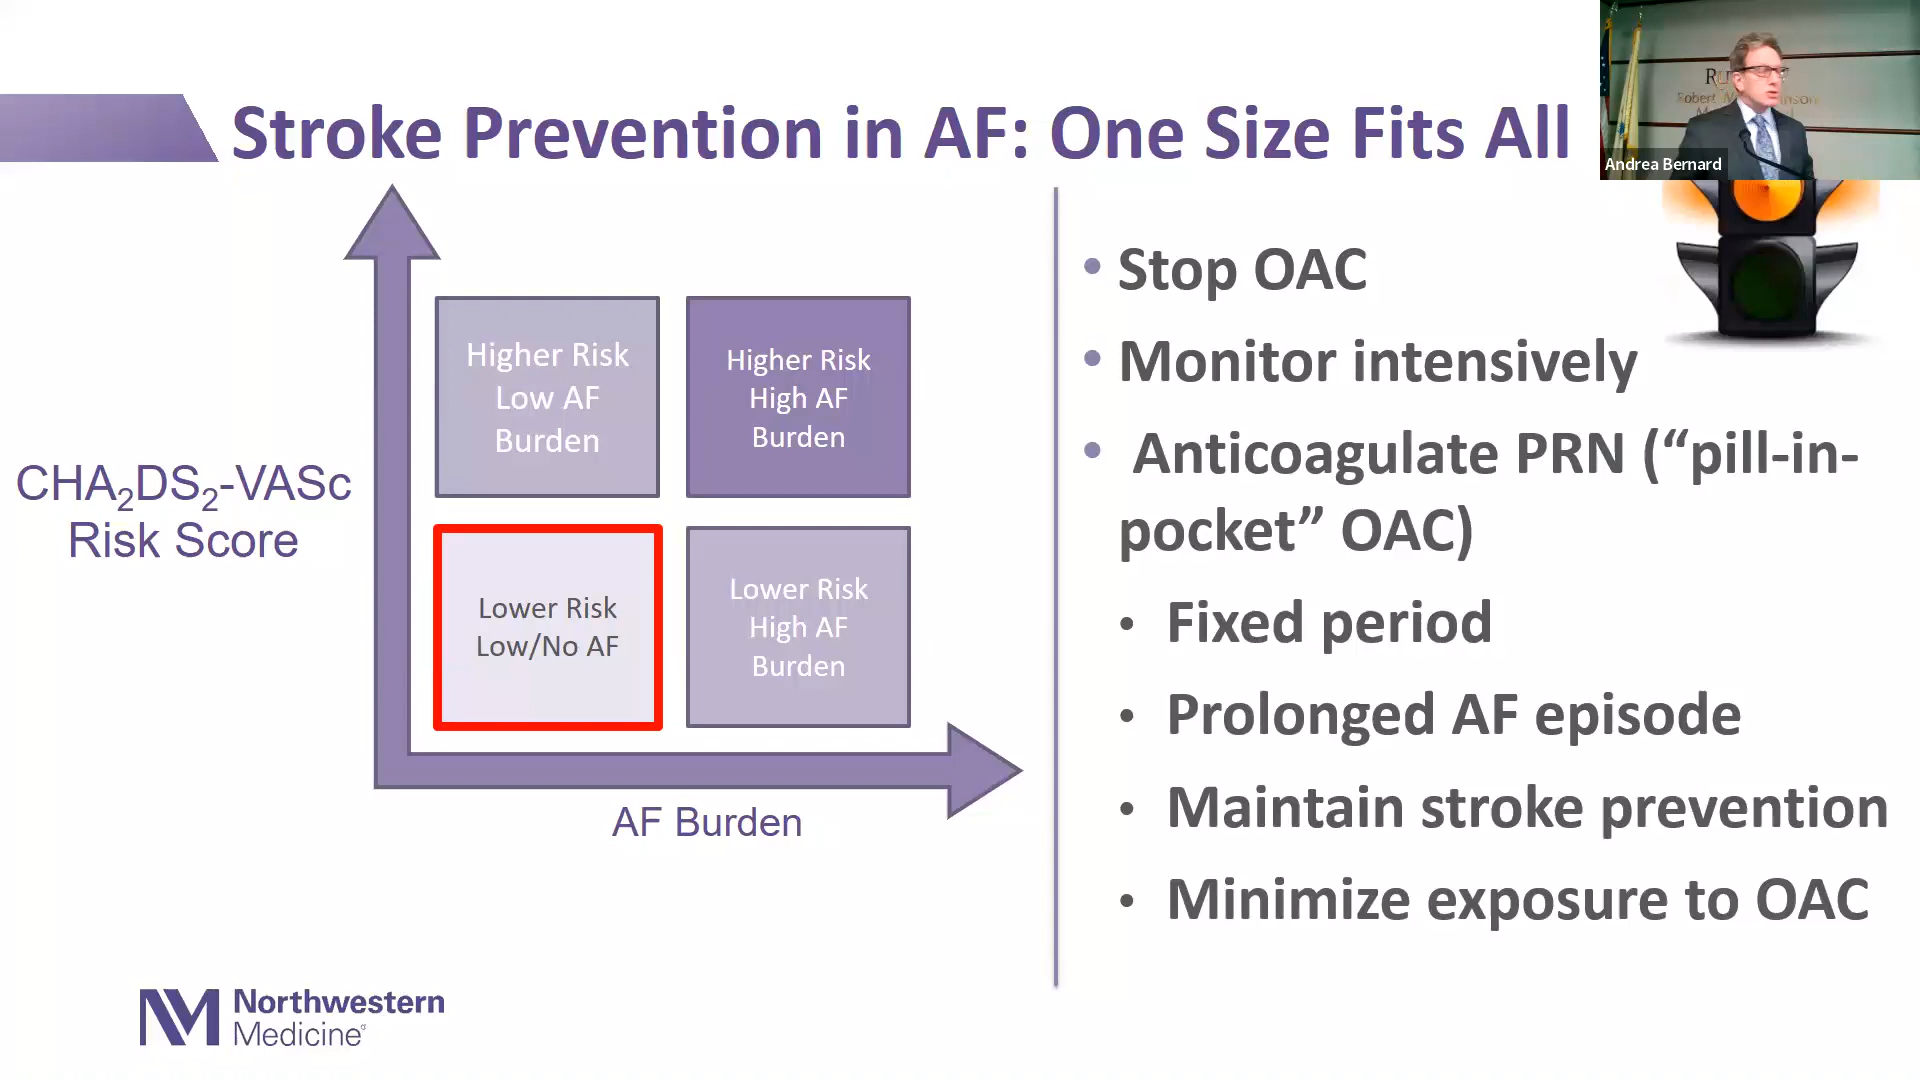 Stroke Prevention in AF: One Size Fits All
Andrea Bernard
CHA₂DS₂-VASc
Risk Score
Higher Risk
Low AF
Burden
Higher Risk
High AF
Burden
Lower Risk
Low/No AF
Lower Risk
High AF
Burden
AF Burden
• Stop OAC
• Monitor intensively
• Anticoagulate PRN (“pill-in-
pocket” OAC)
• Fixed period
• Prolonged AF episode
• Maintain stroke prevention
• Minimize exposure to OAC
Northwestern
Medicine